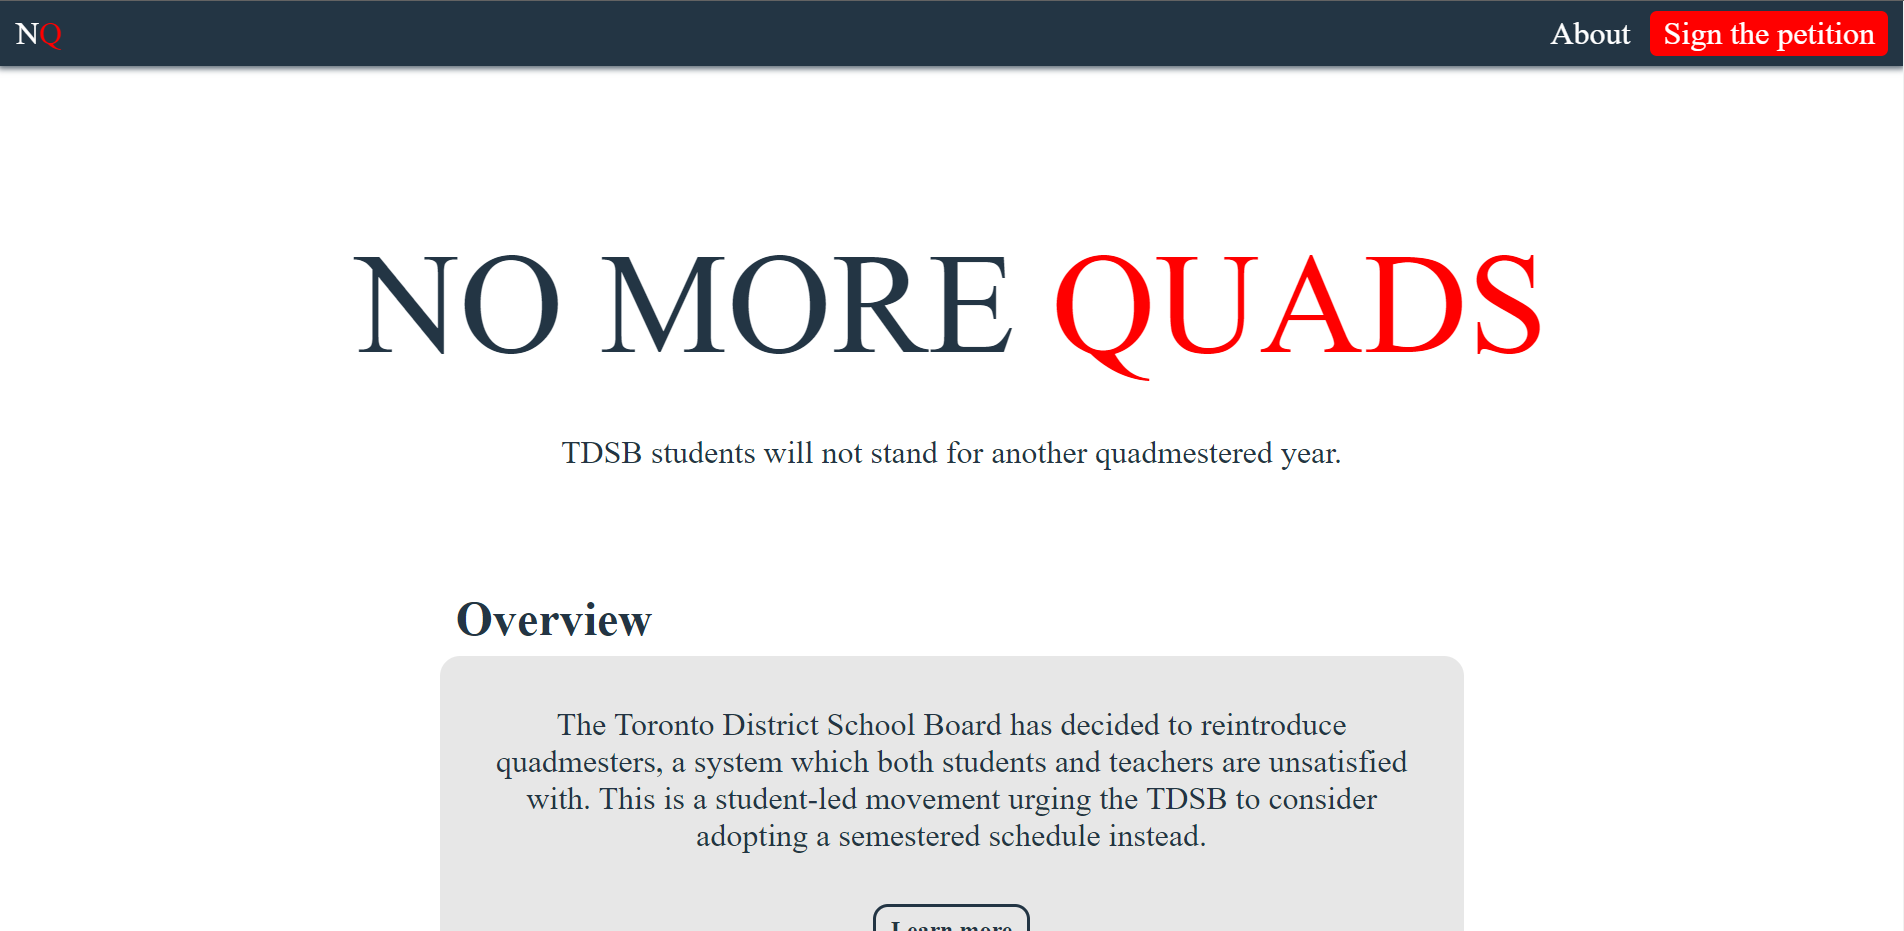 NQ
About
Sign the petition
NO MORE QUADS
TDSB students will not stand for another quadmestered year.
Overview
The Toronto District School Board has decided to reintroduce
quadmesters, a system which both students and teachers are unsatisfied
with. This is a student-led movement urging the TDSB to consider
adopting a semestered schedule instead.
Learn more